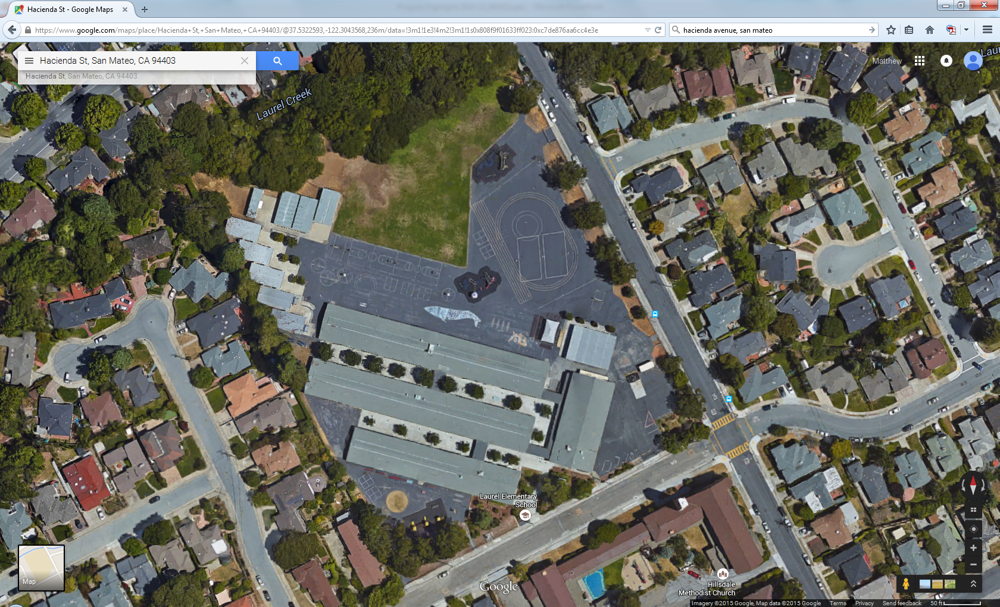 Hacienda St - Google Maps
https://www.google.com/maps/place/Hacienda+St,+San+Mateo,+CA+94403/@37.5322593,-122.3043568,236m/data=!3m1!1e3!4m2!3m1!1s0x808f9f01633ff023:0xc7de876aa6cc4e3e
hacienda avenue, san mateo
Hacienda St, San Mateo, CA 94403
Hacienda St, San Mateo, CA 94403
Matthew
Laurel Creek
Laurel Elementary
School
Map
Google
Hillsdale
Methodist Church
Imagery ©2015 Google, Map data ©2015 Google Terms Privacy Send feedback 50 ft